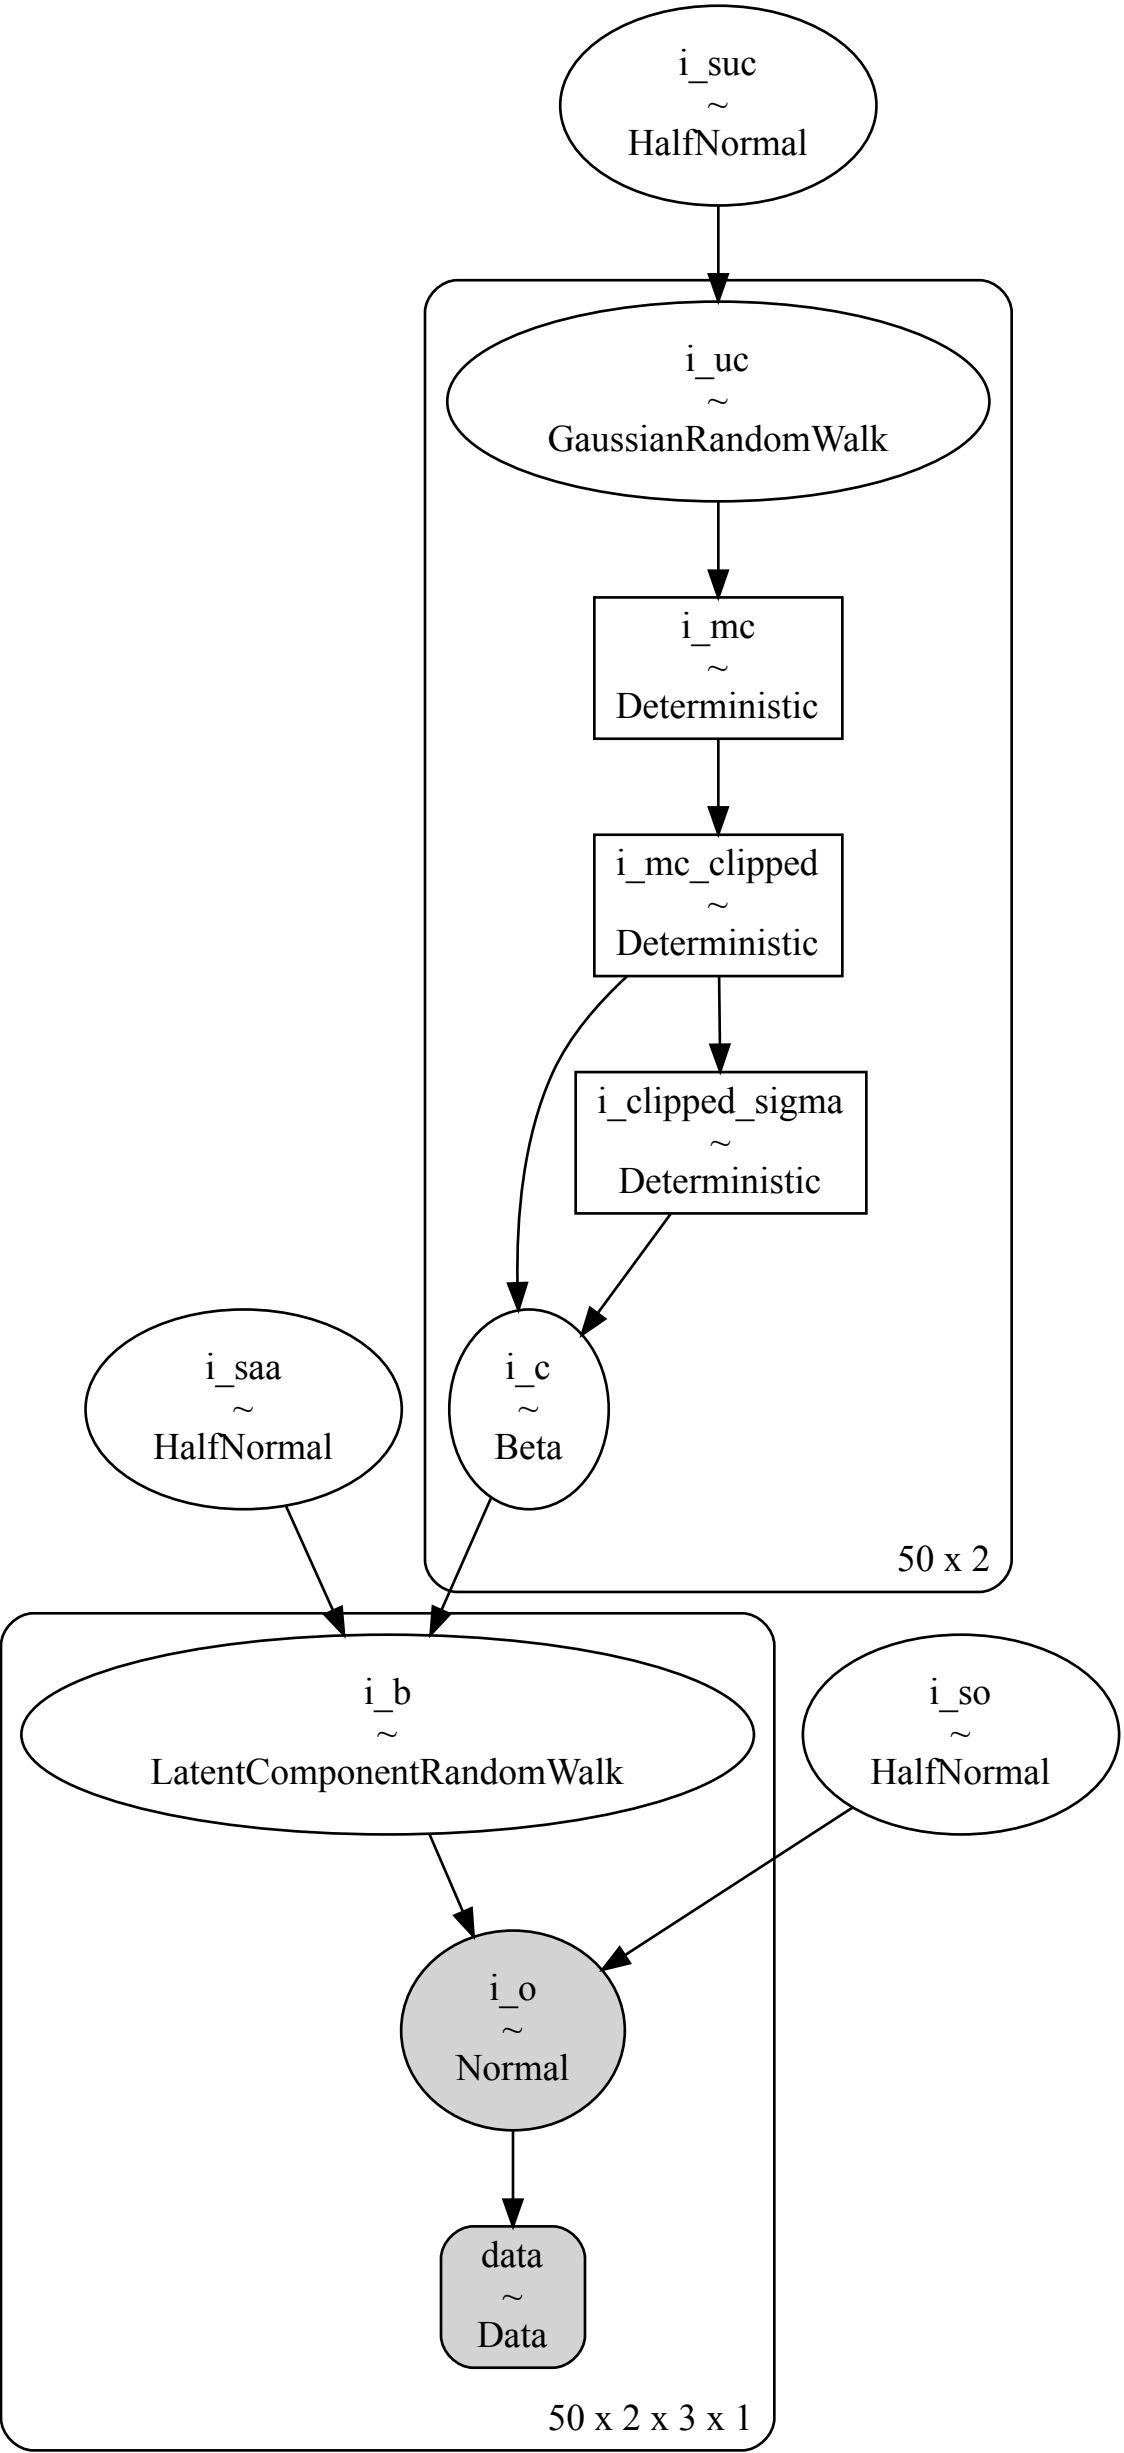 i_suc
~
HalfNormal
i_uc
~
GaussianRandomWalk
i_mc
~
Deterministic
i_mc_clipped
~
Deterministic
i_clipped_sigma
~
Deterministic
i_saa
~
HalfNormal
i_c
~
Beta
50 x 2
i_b
~
LatentComponentRandomWalk
i_so
~
HalfNormal
i_o
~
Normal
data
~
Data
50 x 2 x 3 x 1